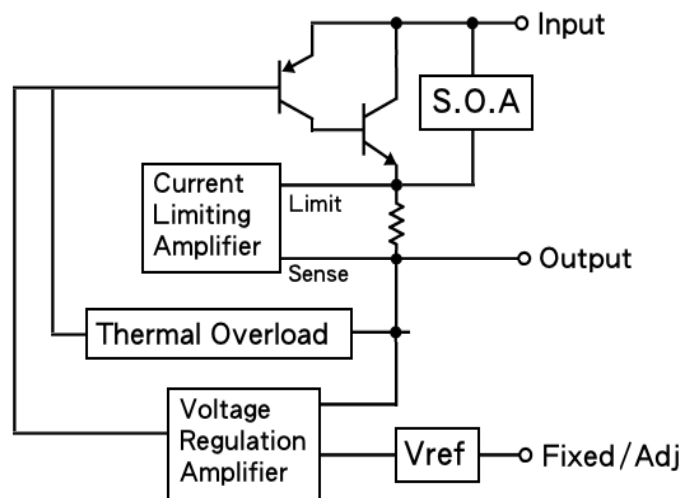 Input
S.O.A
Current
Limiting
Amplifier
Limit
Sense
Output
Thermal Overload
Voltage
Regulation
Amplifier
Vref
Fixed/Adj